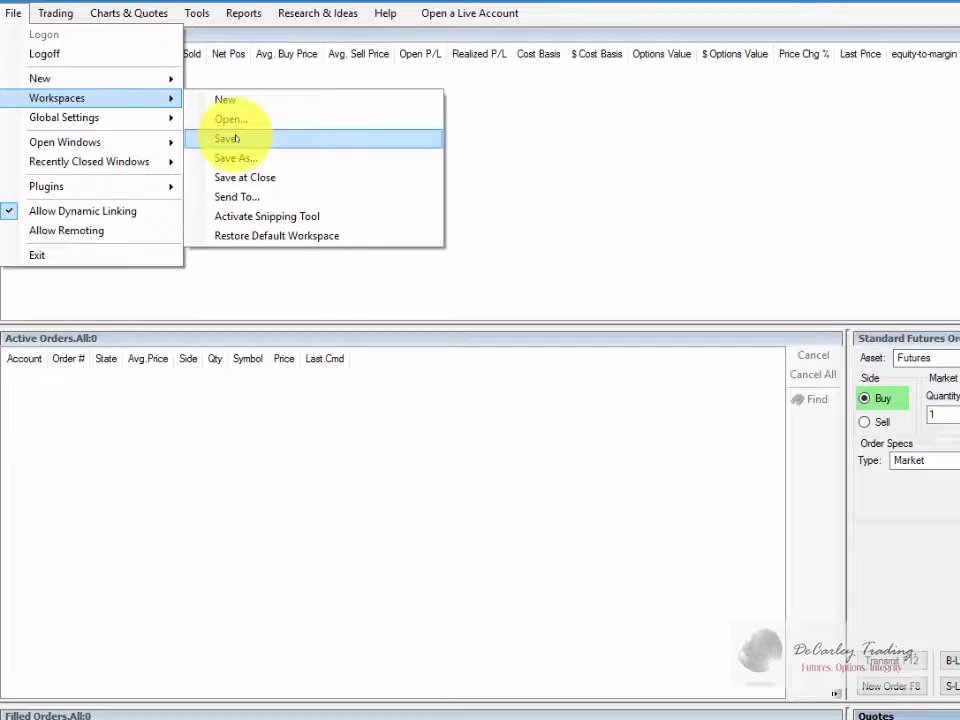 File Trading Charts & Quotes Tools Reports Research & Ideas Help Open a Live Account
Logon
Logoff
New
Workspaces
Global Settings
Open Windows
Recently Closed Windows
Plugins
Allow Dynamic Linking
Allow Remoting
Exit
New
Open...
Save
Save As...
Save at Close
Send To...
Activate Snipping Tool
Restore Default Workspace
Sold Net Pos Avg. Buy Price Avg. Sell Price Open P/L Realized P/L Cost Basis $ Cost Basis Options Value $ Options Value Price Chg % Last Price equity-to-margin
Active Orders.All:0
Account Order # State Avg.Price Side Qty Symbol Price Last.Cmd
Cancel
Cancel All
Find
Standard Futures Or
Asset: Futures
Side Market
Buy Quantity
Sell 1
Order Specs
Type: Market
DeCarley Trading
Futures. Options. Integrity
Transmit F12 B-L
New Order F8 S-L
Filled Orders.All:0 Quotes